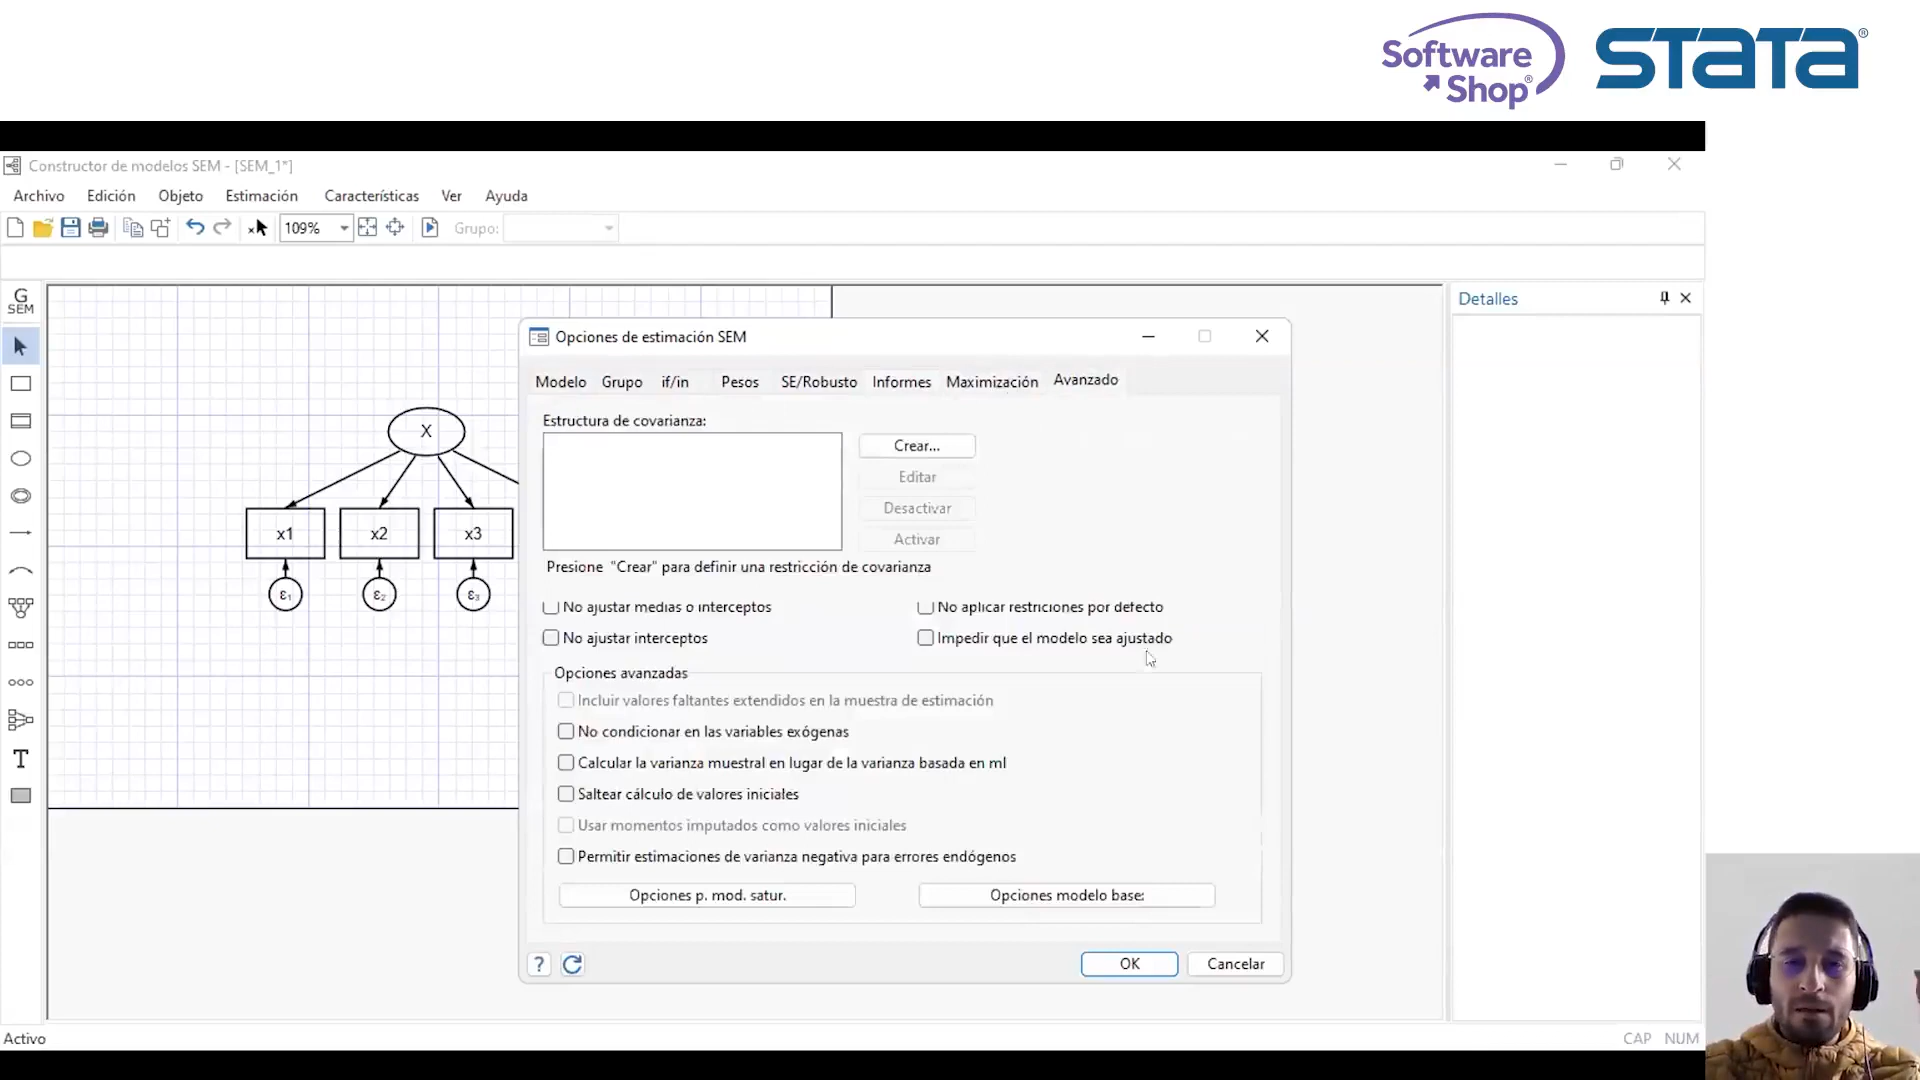 Software
Shop®
STATA®
Constructor de modelos SEM - [SEM_1*]
Archivo Edición Objeto Estimación Características Ver Ayuda
109% Grupo:
G
SEM
Detalles
T
X
x1 x2 x3
ε1 ε2 ε3
Opciones de estimación SEM
Modelo Grupo if/in Pesos SE/Robusto Informes Maximización Avanzado
Estructura de covarianza:
Crear...
Editar
Desactivar
Activar
Presione "Crear" para definir una restricción de covarianza
No ajustar medias o interceptos No aplicar restriciones por defecto
No ajustar interceptos Impedir que el modelo sea ajustado
Opciones avanzadas
Incluir valores faltantes extendidos en la muestra de estimación
No condicionar en las variables exógenas
Calcular la varianza muestral en lugar de la varianza basada en ml
Saltear cálculo de valores iniciales
Usar momentos imputados como valores iniciales
Permitir estimaciones de varianza negativa para errores endógenos
Opciones p. mod. satur. Opciones modelo base:
? OK Cancelar
Activo CAP NUM